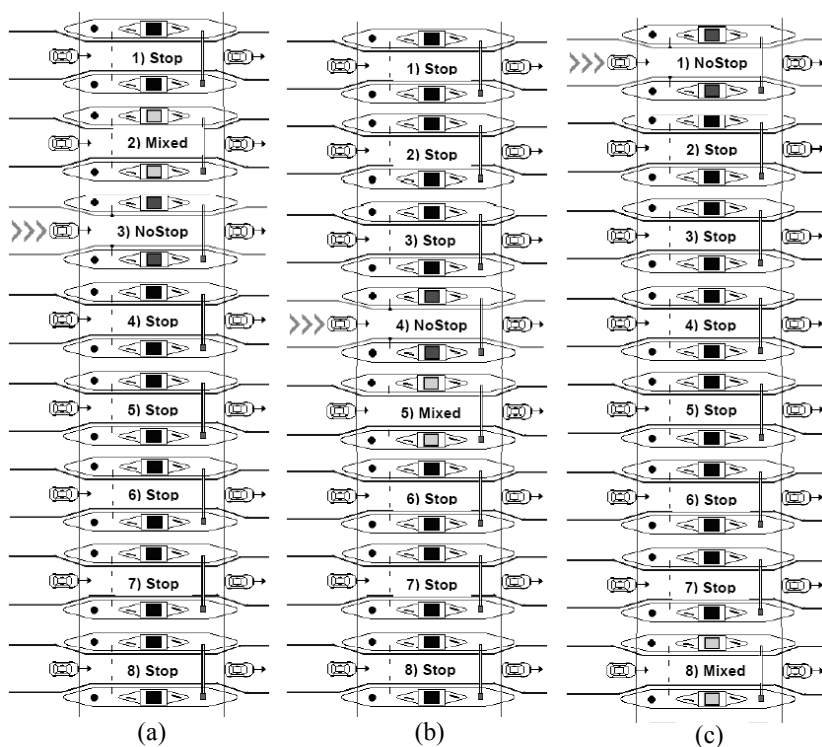 1) Stop
2) Mixed
3) NoStop
4) Stop
5) Stop
6) Stop
7) Stop
8) Stop
(a)
1) Stop
2) Stop
3) Stop
4) NoStop
5) Mixed
6) Stop
7) Stop
8) Stop
(b)
1) NoStop
2) Stop
3) Stop
4) Stop
5) Stop
6) Stop
7) Stop
8) Mixed
(c)